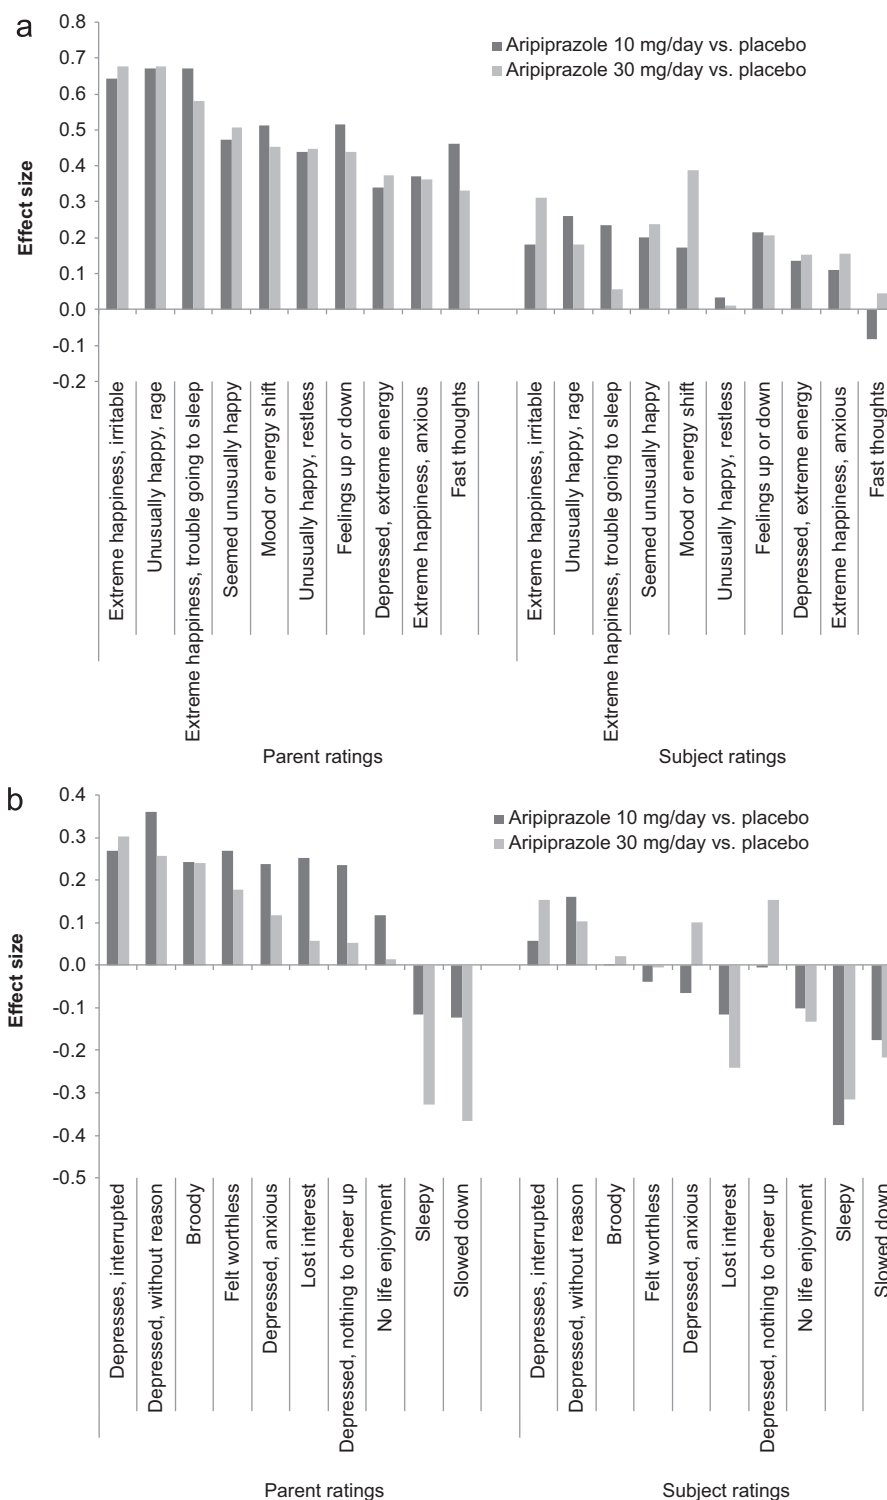 a
0.8
0.7
0.6
0.5
0.4
0.3
0.2
0.1
0.0
-0.1
-0.2
Effect size
Aripiprazole 10 mg/day vs. placebo
Aripiprazole 30 mg/day vs. placebo
Extreme happiness, irritable
Unusually happy, rage
Extreme happiness, trouble going to sleep
Seemed unusually happy
Mood or energy shift
Unusually happy, restless
Feelings up or down
Depressed, extreme energy
Extreme happiness, anxious
Fast thoughts
Extreme happiness, irritable
Unusually happy, rage
Extreme happiness, trouble going to sleep
Seemed unusually happy
Mood or energy shift
Unusually happy, restless
Feelings up or down
Depressed, extreme energy
Extreme happiness, anxious
Fast thoughts
Parent ratings
Subject ratings
b
0.4
0.3
0.2
0.1
0.0
-0.1
-0.2
-0.3
-0.4
-0.5
Effect size
Aripiprazole 10 mg/day vs. placebo
Aripiprazole 30 mg/day vs. placebo
Depresses, interrupted
Depressed, without reason
Broody
Felt worthless
Depressed, anxious
Lost interest
Depressed, nothing to cheer up
No life enjoyment
Sleepy
Slowed down
Depresses, interrupted
Depressed, without reason
Broody
Felt worthless
Depressed, anxious
Lost interest
Depressed, nothing to cheer up
No life enjoyment
Sleepy
Slowed down
Parent ratings
Subject ratings